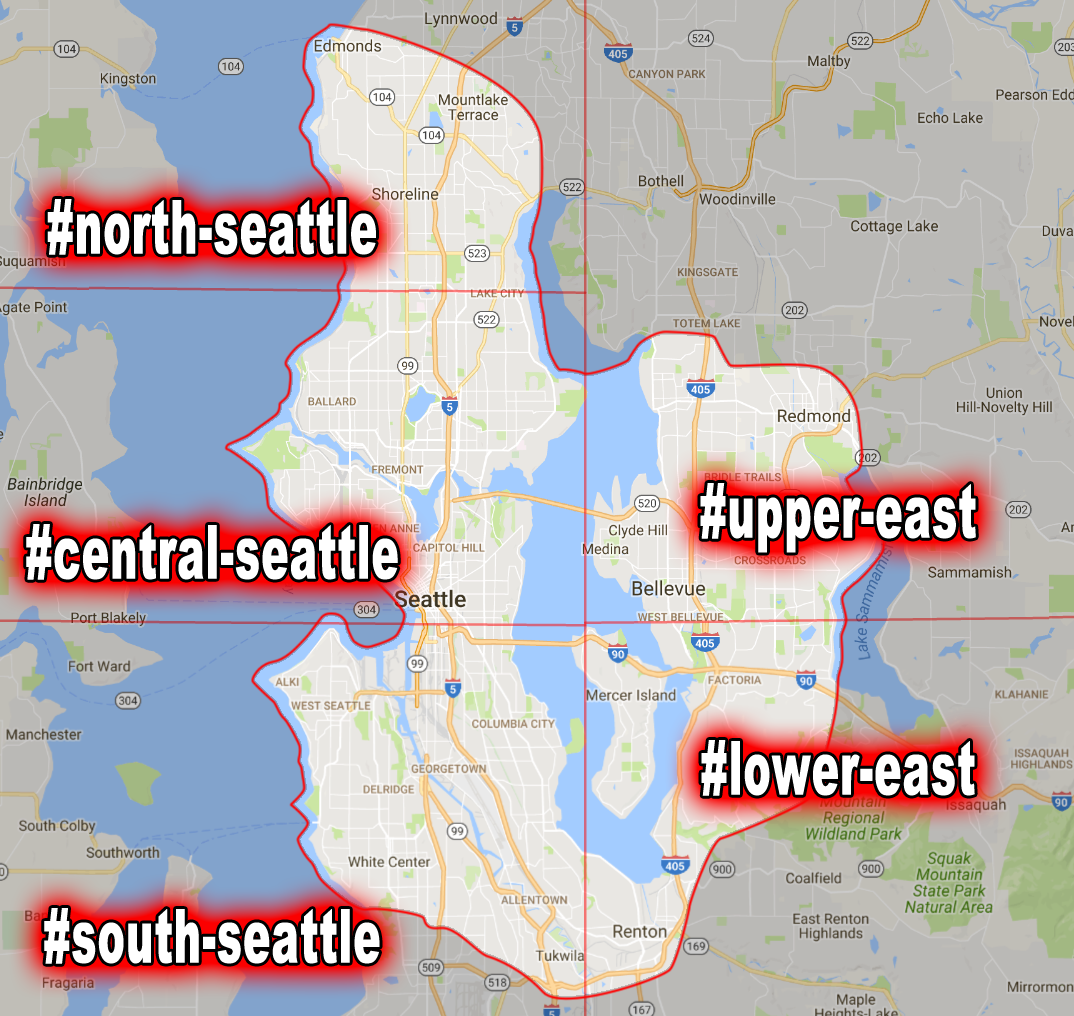 Lynnwood
5
524
522
203
104
Edmonds
405
Maltby
Kingston
104
CANYON PARK
104
Mountlake
Terrace
Pearson Edd
Echo Lake
104
522
Bothell
Woodinville
Shoreline
#north-seattle
Cottage Lake
Duva
Suquamish
523
KINGSGATE
LAKE CITY
Agate Point
522
202
TOTEM LAKE
Novel
99
405
BALLARD
5
Redmond
Union
Hill-Novelty Hill
202
FREMONT
BRIDLE TRAILS
Bainbridge
Island
520
#upper-east
202
Clyde Hill
#central-seattle
CAPITOL HILL
Medina
CROSSROADS
Sammamish
Bellevue
Seattle
304
Port Blakely
WEST BELLEVUE
Lake Sammamish
405
90
Fort Ward
99
ALKI
FACTORIA
90
304
5
Mercer Island
KLAHANIE
WEST SEATTLE
COLUMBIA CITY
Manchester
GEORGETOWN
#lower-east
ISSAQUAH
HIGHLANDS
DELRIDGE
Issaquah
90
Mountain
Regional
Wildland Park
South Colby
99
Southworth
White Center
405
900
900
Squak
Mountain
State Park
Natural Area
Coalfield
ALLENTOWN
#south-seattle
East Renton
Highlands
Renton
169
Tukwila
509
518
Fragaria
Mirrormon
5
167
Maple
Heights-Lake